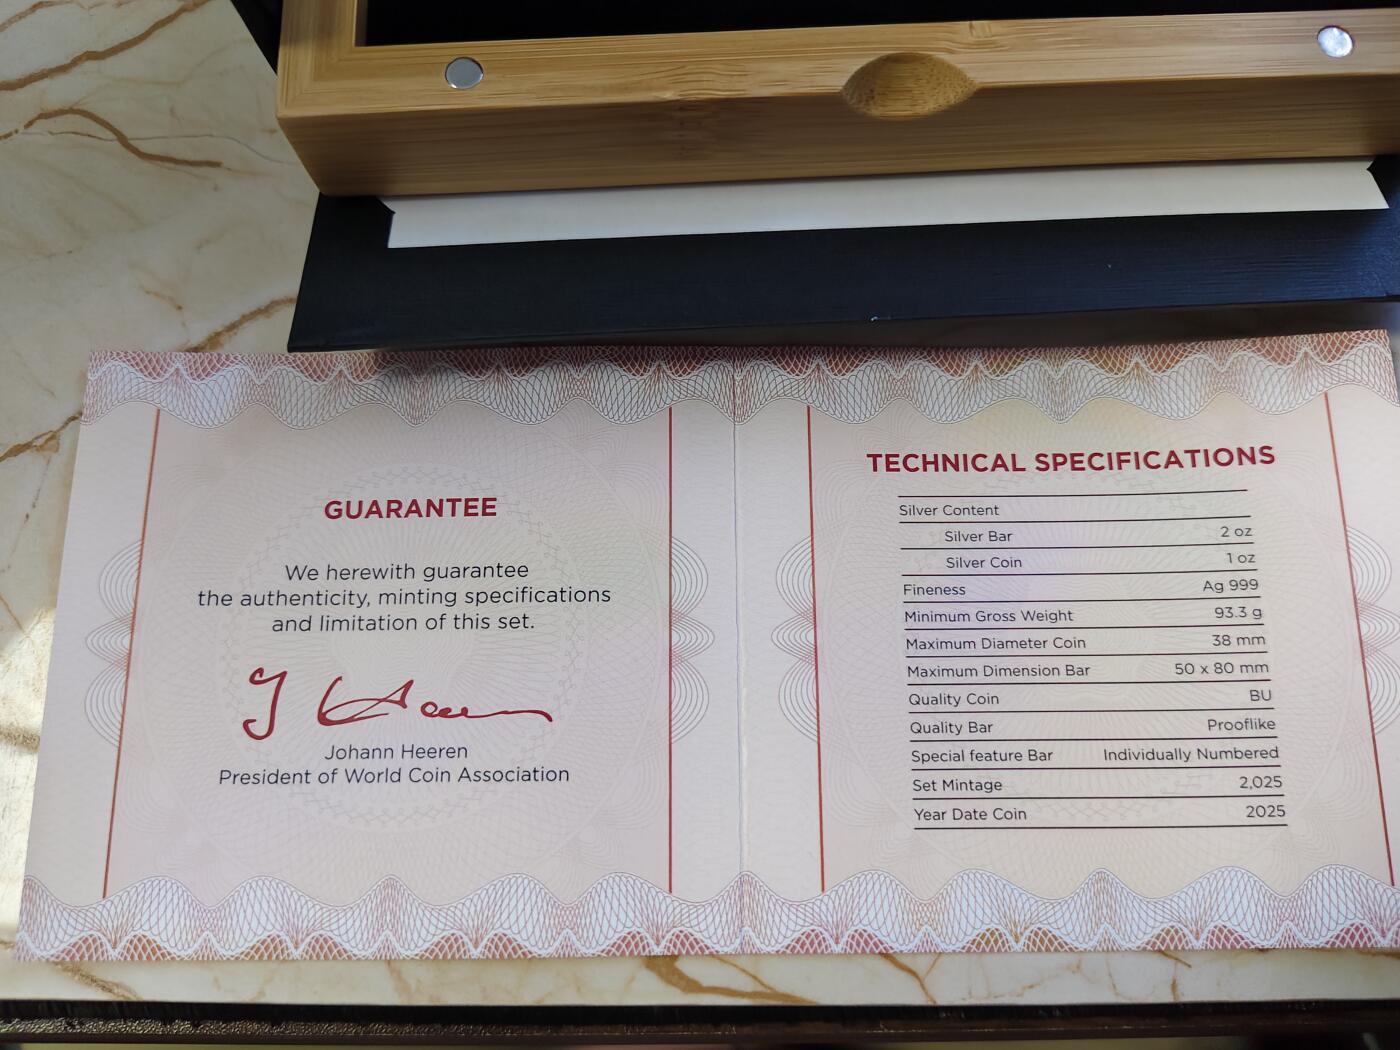 GUARANTEE
We herewith guarantee
the authenticity, minting specifications
and limitation of this set.
Johann Heeren
President of World Coin Association
TECHNICAL SPECIFICATIONS
Silver Content
Silver Bar 2 oz
Silver Coin 1 oz
Fineness Ag 999
Minimum Gross Weight 93.3 g
Maximum Diameter Coin 38 mm
Maximum Dimension Bar 50 x 80 mm
Quality Coin BU
Quality Bar Prooflike
Special feature Bar Individually Numbered
Set Mintage 2,025
Year Date Coin 2025